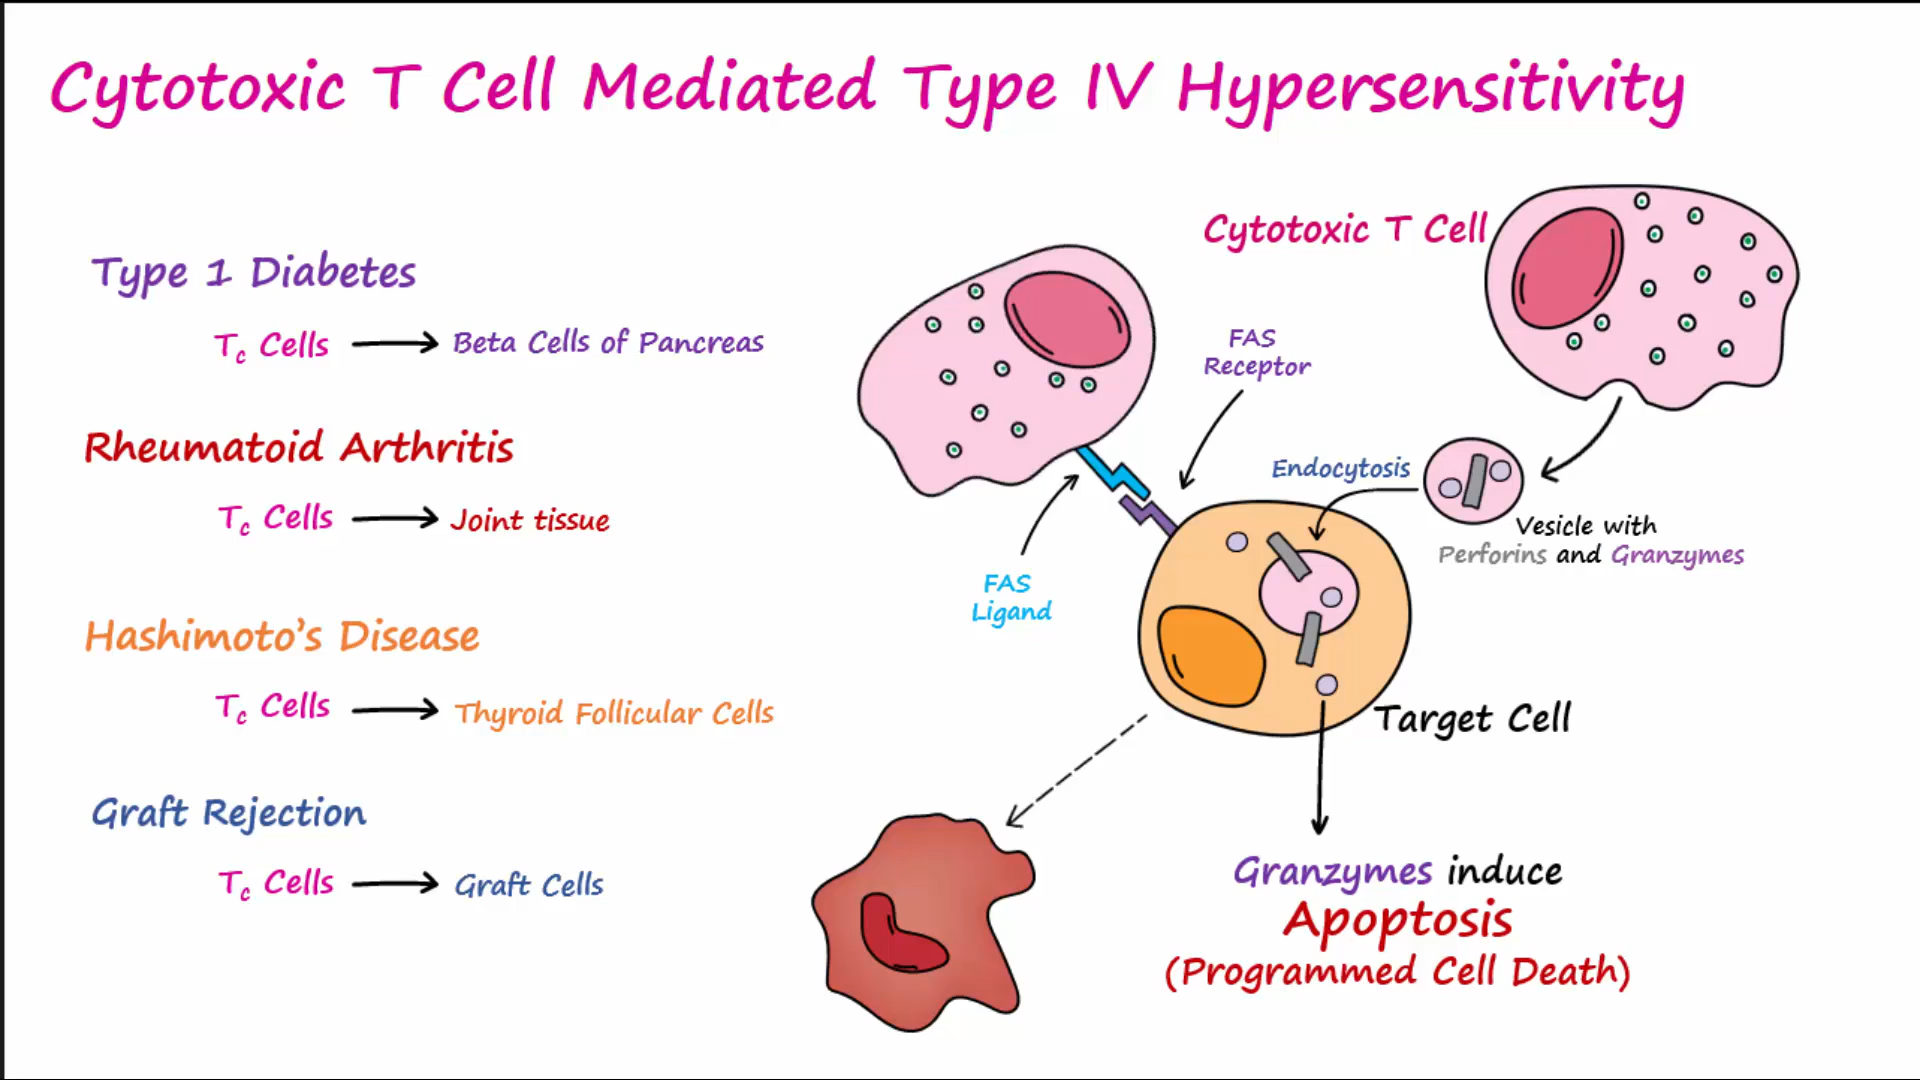 Cytotoxic T Cell Mediated Type IV Hypersensitivity
Type 1 Diabetes
Tc Cells → Beta Cells of Pancreas
Rheumatoid Arthritis
Tc Cells → Joint tissue
Hashimoto's Disease
Tc Cells → Thyroid Follicular Cells
Graft Rejection
Tc Cells → Graft Cells
Cytotoxic T Cell
FAS
Receptor
Endocytosis
Vesicle with
Perforins and Granzymes
FAS
Ligand
Target Cell
Granzymes induce
Apoptosis
(Programmed Cell Death)